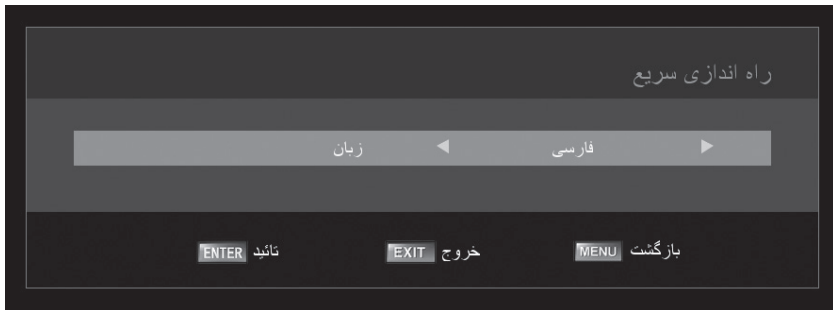 راه اندازی سریع
زبان ◀ فارسی ▶
بازگشت MENU خروج EXIT تائید ENTER